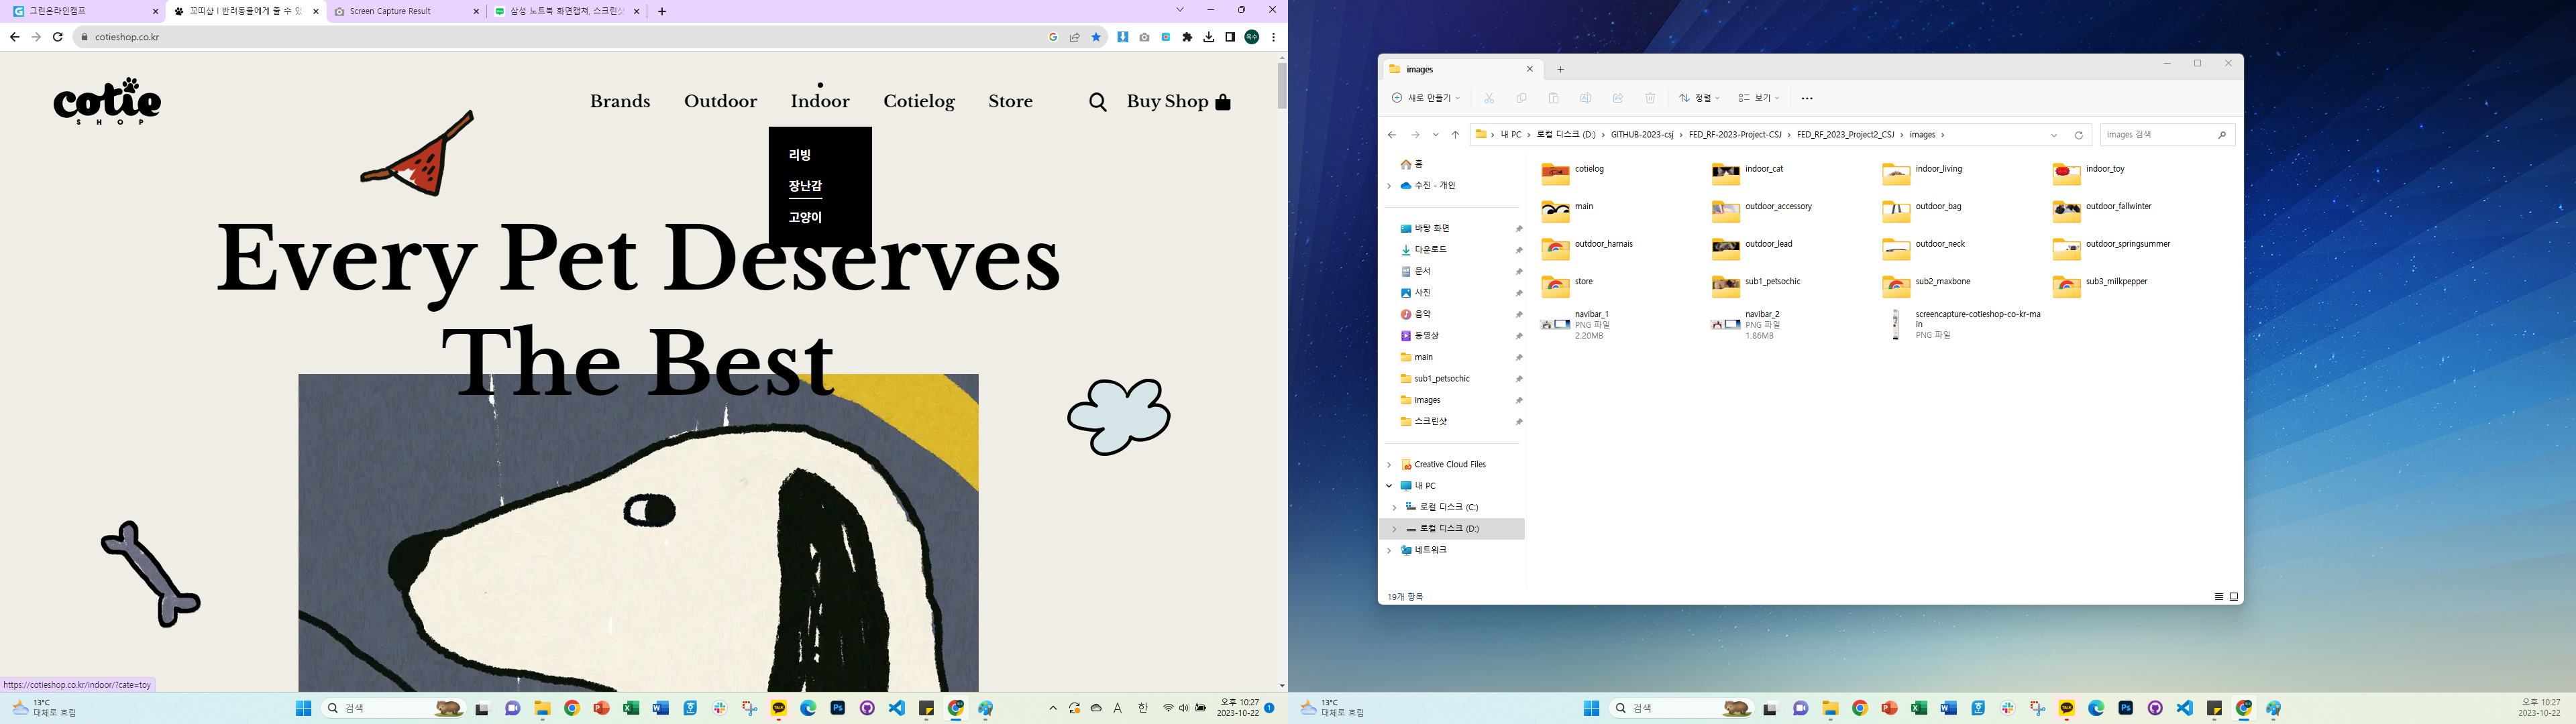 그린온라인캠프
꼬띠샵 | 반려동물에게 줄 수 있
Screen Capture Result
삼성 노트북 화면캡쳐, 스크린샷
cotieshop.co.kr
cotie
SHOP
Brands
Outdoor
Indoor
Cotielog
Store
Buy Shop
리빙
장난감
고양이
Every Pet Deserves
The Best
https://cotieshop.co.kr/indoor/?cate=toy
13°C
대체로 흐림
검색
A
한
오후 10:27
2023-10-22
1
images
새로 만들기
정렬
보기
내 PC
로컬 디스크 (D:)
GITHUB-2023-csj
FED_RF-2023-Project-CSJ
FED_RF_2023_Project2_CSJ
images
images 검색
홈
수진 - 개인
바탕 화면
다운로드
문서
사진
음악
동영상
main
sub1_petsochic
images
스크린샷
Creative Cloud Files
내 PC
로컬 디스크 (C:)
로컬 디스크 (D:)
네트워크
cotielog
indoor_cat
indoor_living
indoor_toy
main
outdoor_accessory
outdoor_bag
outdoor_fallwinter
outdoor_harnais
outdoor_lead
outdoor_neck
outdoor_springsummer
store
sub1_petsochic
sub2_maxbone
sub3_milkpepper
navibar_1
PNG 파일
2.20MB
navibar_2
PNG 파일
1.86MB
screencapture-cotieshop-co-kr-ma
in
PNG 파일
19개 항목
13°C
대체로 흐림
검색
오후 10:27
2023-10-22